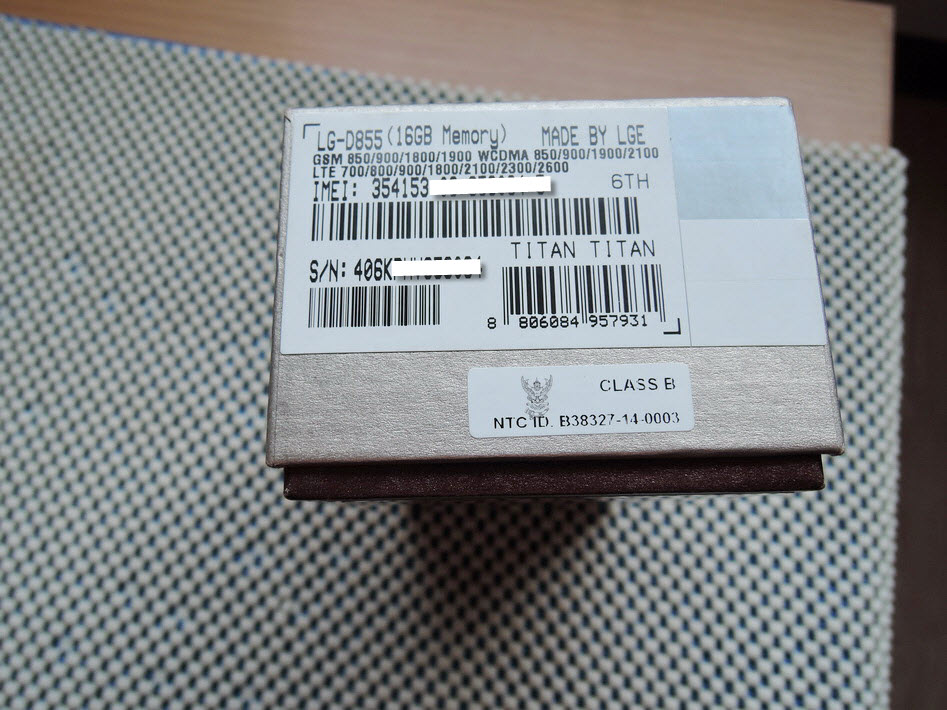 LG-D855 (16GB Memory) MADE BY LGE
GSM 850/900/1800/1900 WCDMA 850/900/1900/2100
LTE 700/800/900/1800/2100/2300/2600
IMEI: 354153
6TH
TITAN TITAN
S/N: 406K
8 806084 957931
CLASS B
NTC ID. B38327-14-0003